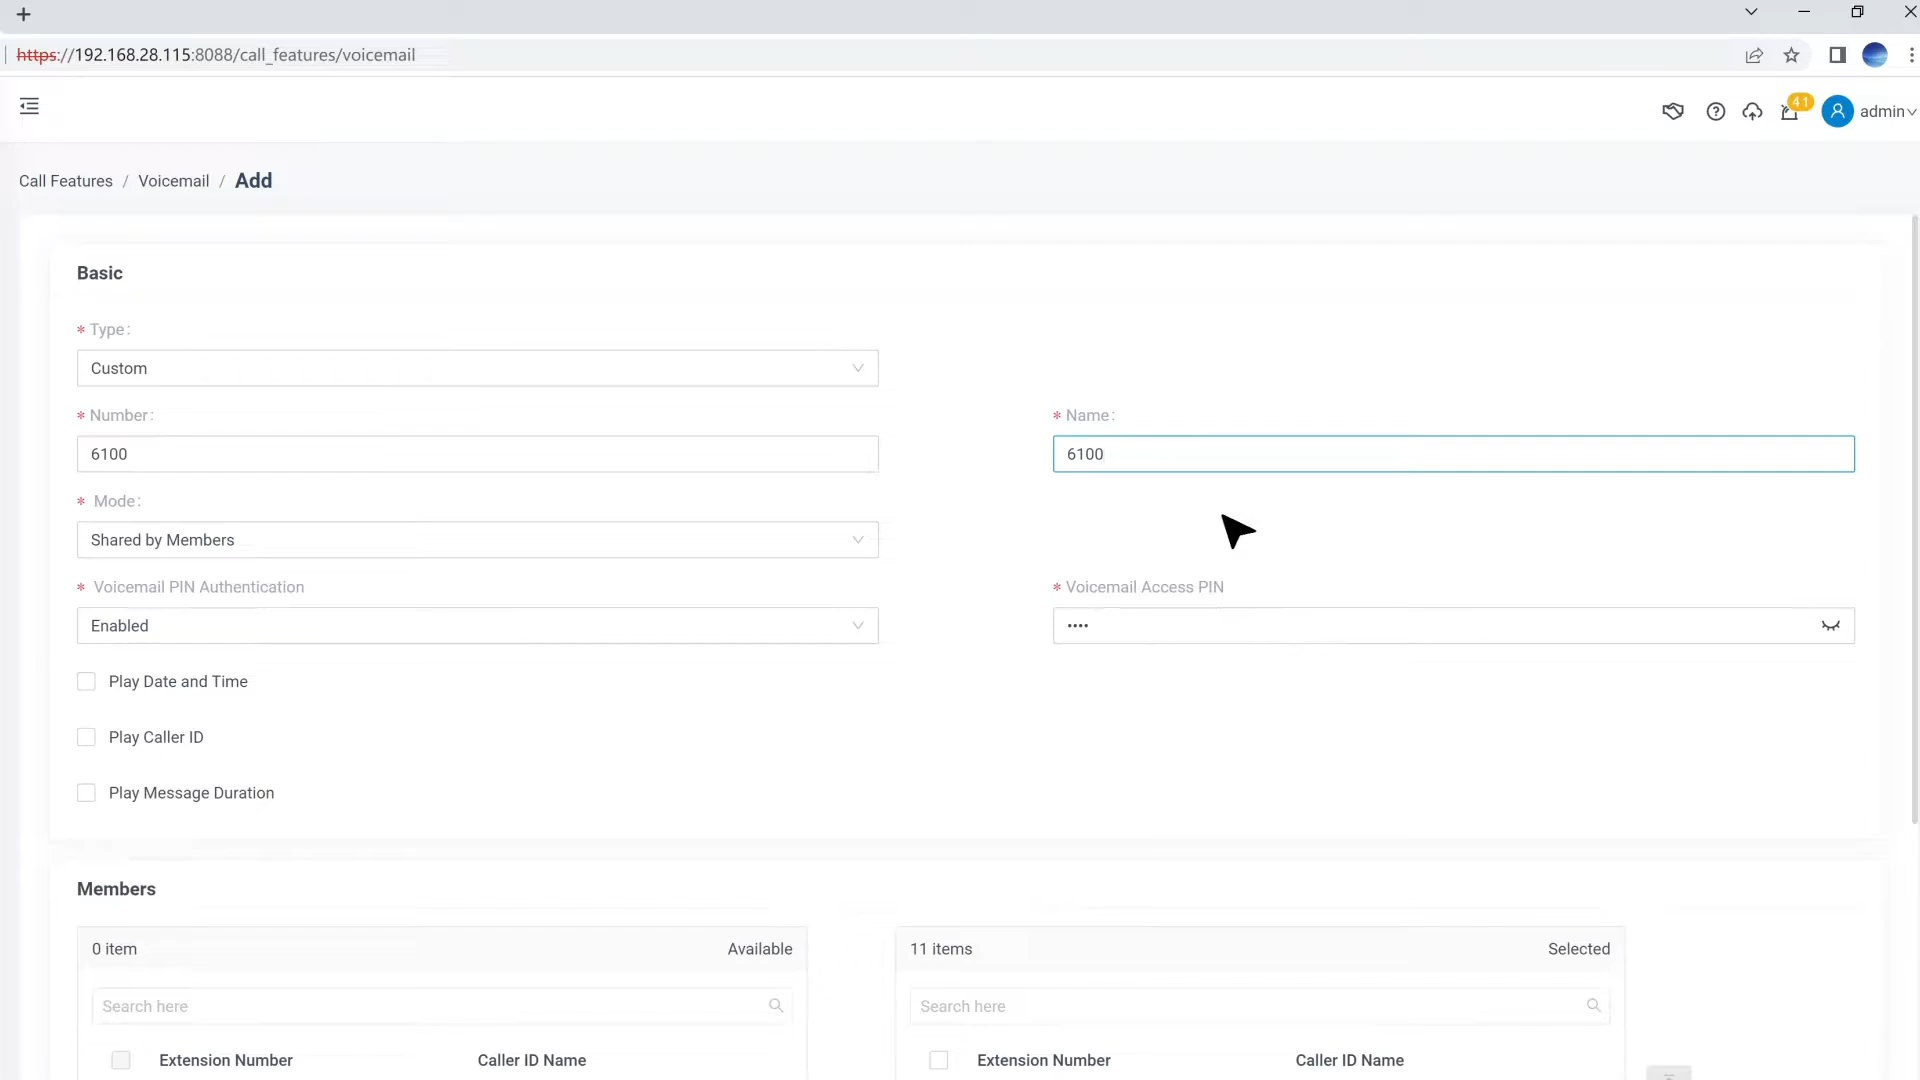 https://192.168.28.115:8088/call_features/voicemail
41
admin
Call Features / Voicemail / Add
Basic
* Type:
Custom
* Number:
* Name:
6100
6100
* Mode:
Shared by Members
* Voicemail PIN Authentication
* Voicemail Access PIN
Enabled
••••
Play Date and Time
Play Caller ID
Play Message Duration
Members
0 item
Available
11 items
Selected
Search here
Search here
Extension Number
Caller ID Name
Extension Number
Caller ID Name